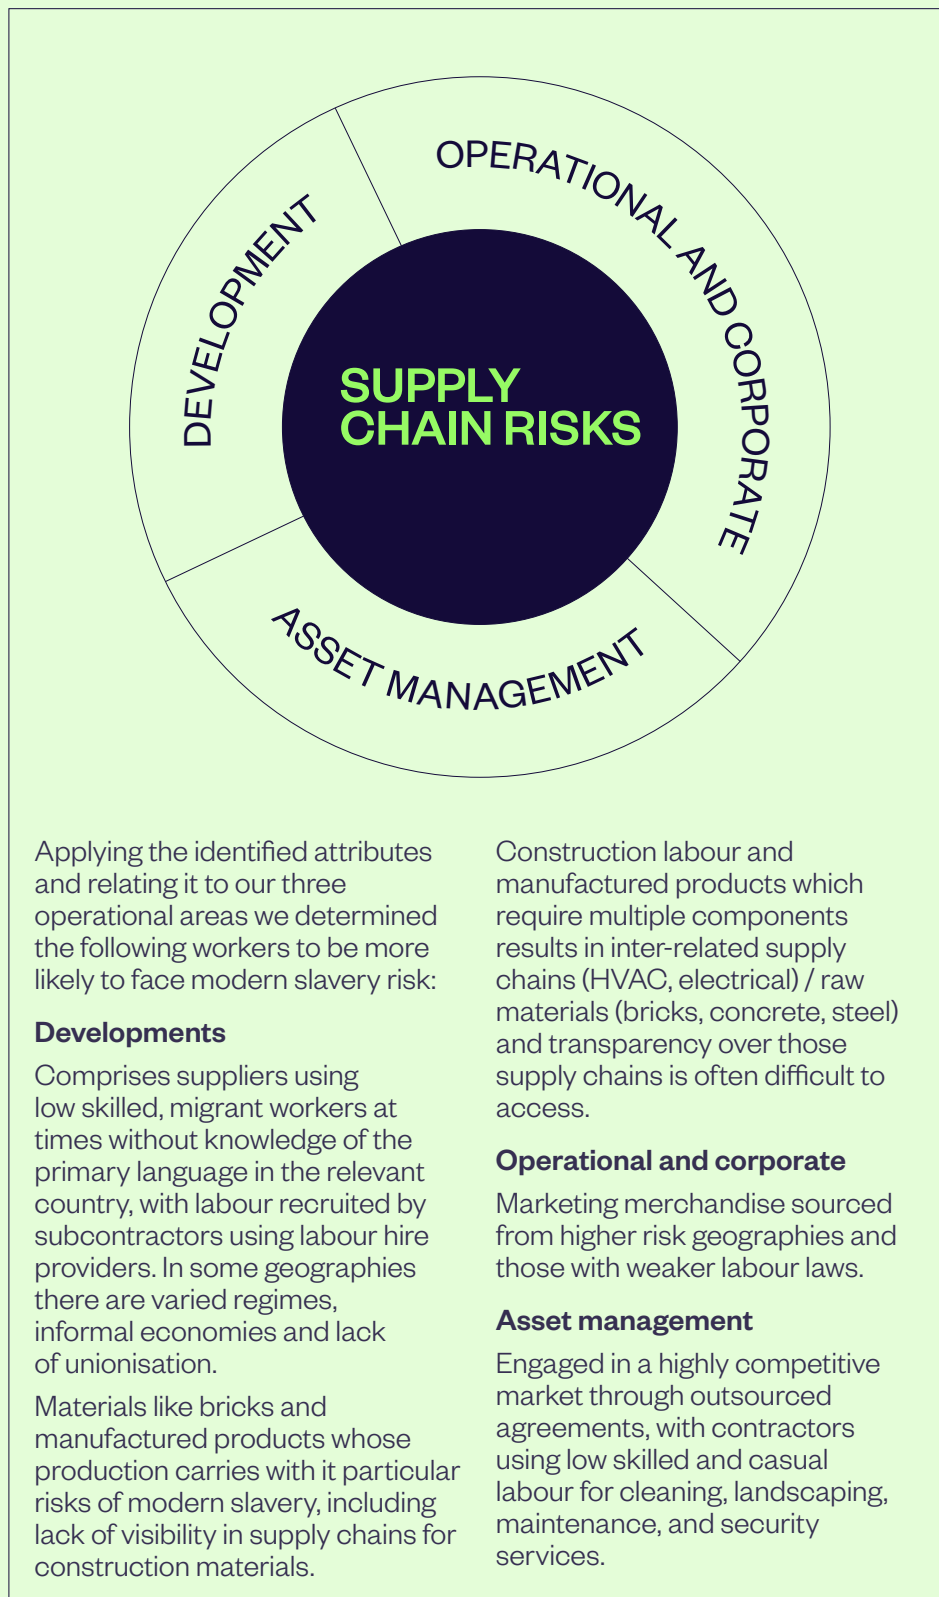 DEVELOPMENT
OPERATIONAL AND CORPORATE
SUPPLY
CHAIN RISKS
ASSET MANAGEMENT
Applying the identified attributes
and relating it to our three
operational areas we determined
the following workers to be more
likely to face modern slavery risk:
Developments
Comprises suppliers using
low skilled, migrant workers at
times without knowledge of the
primary language in the relevant
country, with labour recruited by
subcontractors using labour hire
providers. In some geographies
there are varied regimes,
informal economies and lack
of unionisation.
Materials like bricks and
manufactured products whose
production carries with it particular
risks of modern slavery, including
lack of visibility in supply chains for
construction materials.
Construction labour and
manufactured products which
require multiple components
results in inter-related supply
chains (HVAC, electrical) / raw
materials (bricks, concrete, steel)
and transparency over those
supply chains is often difficult to
access.
Operational and corporate
Marketing merchandise sourced
from higher risk geographies and
those with weaker labour laws.
Asset management
Engaged in a highly competitive
market through outsourced
agreements, with contractors
using low skilled and casual
labour for cleaning, landscaping,
maintenance, and security
services.